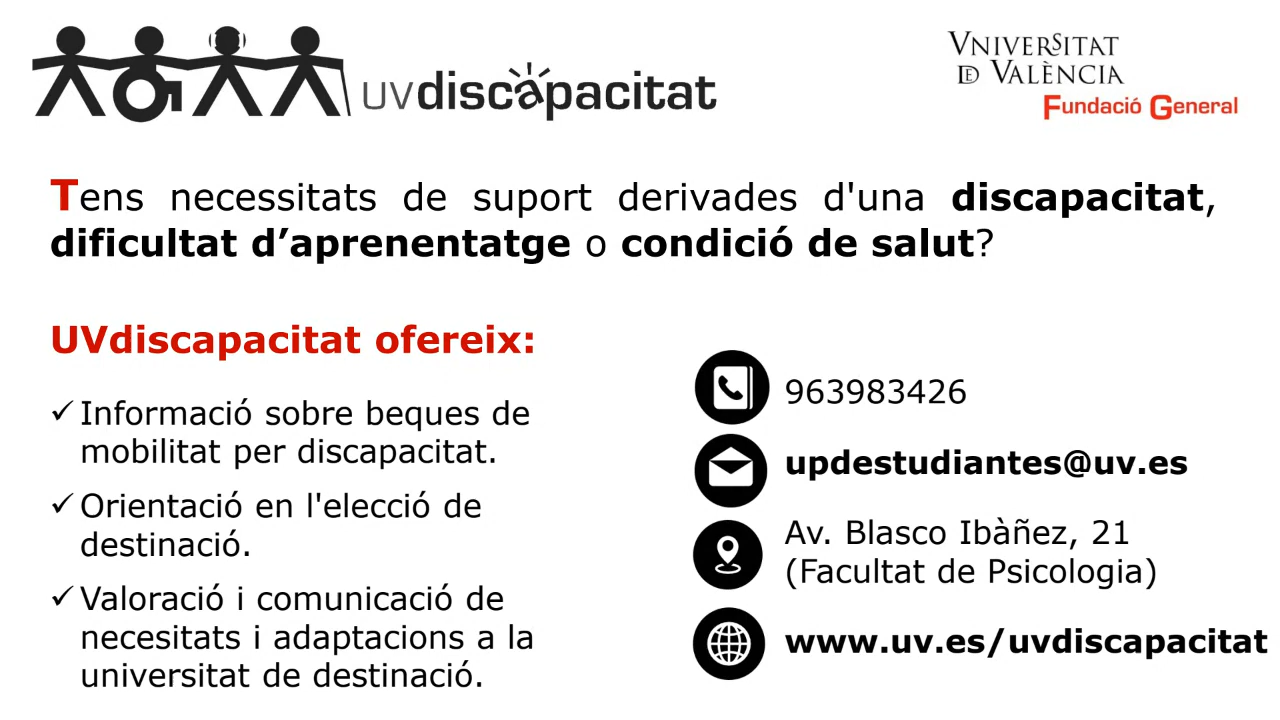 uvdiscapacitat
VNIVERSITAT
DE VALÈNCIA
Fundació General
Tens necessitats de suport derivades d'una discapacitat,
dificultat d’aprenentatge o condició de salut?
UVdiscapacitat ofereix:
✓ Informació sobre beques de
mobilitat per discapacitat.
✓ Orientació en l'elecció de
destinació.
✓ Valoració i comunicació de
necesitats i adaptacions a la
universitat de destinació.
963983426
updestudiantes@uv.es
Av. Blasco Ibàñez, 21
(Facultat de Psicologia)
www.uv.es/uvdiscapacitat